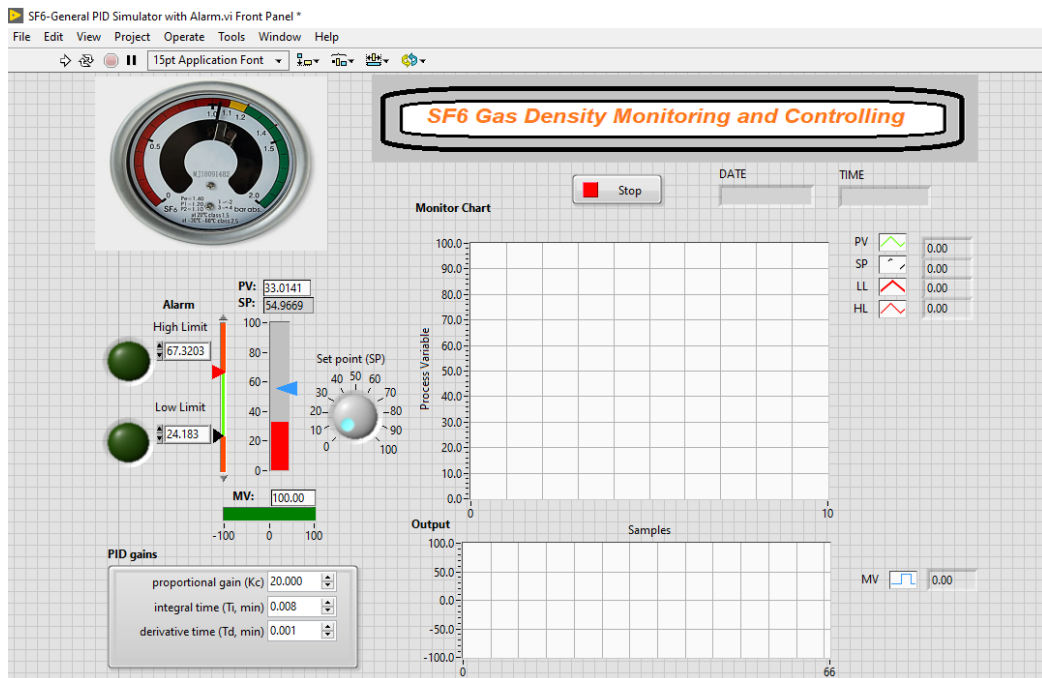 SF6-General PID Simulator with Alarm.vi Front Panel *
File Edit View Project Operate Tools Window Help
15pt Application Font
SF6 Gas Density Monitoring and Controlling
0.5
1.0
1.1
1.2
1.4
1.5
2.0
SF6
bar abs.
Stop
DATE
TIME
Monitor Chart
100.0
90.0
80.0
70.0
60.0
50.0
40.0
30.0
20.0
10.0
0.0
Process Variable
0
10
Samples
PV 0.00
SP 0.00
LL 0.00
HL 0.00
PV: 33.0141
SP: 54.9669
Alarm
High Limit
67.3203
Low Limit
24.183
100
80
60
40
20
0
Set point (SP)
0
10
20
30
40
50
60
70
80
90
100
MV: 100.00
-100 0 100
Output
100.0
50.0
0.0
-50.0
-100.0
0
66
MV 0.00
PID gains
proportional gain (Kc) 20.000
integral time (Ti, min) 0.008
derivative time (Td, min) 0.001